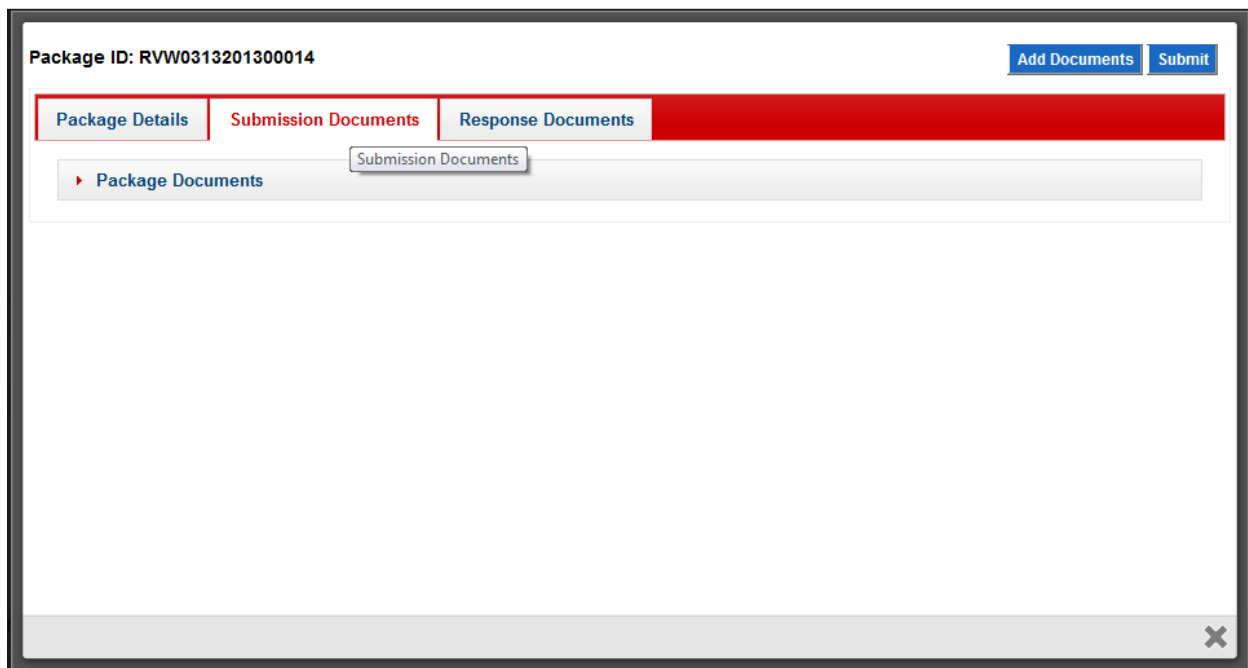 Package ID: RVW0313201300014
Add Documents Submit
Package Details Submission Documents Response Documents
Submission Documents
Package Documents